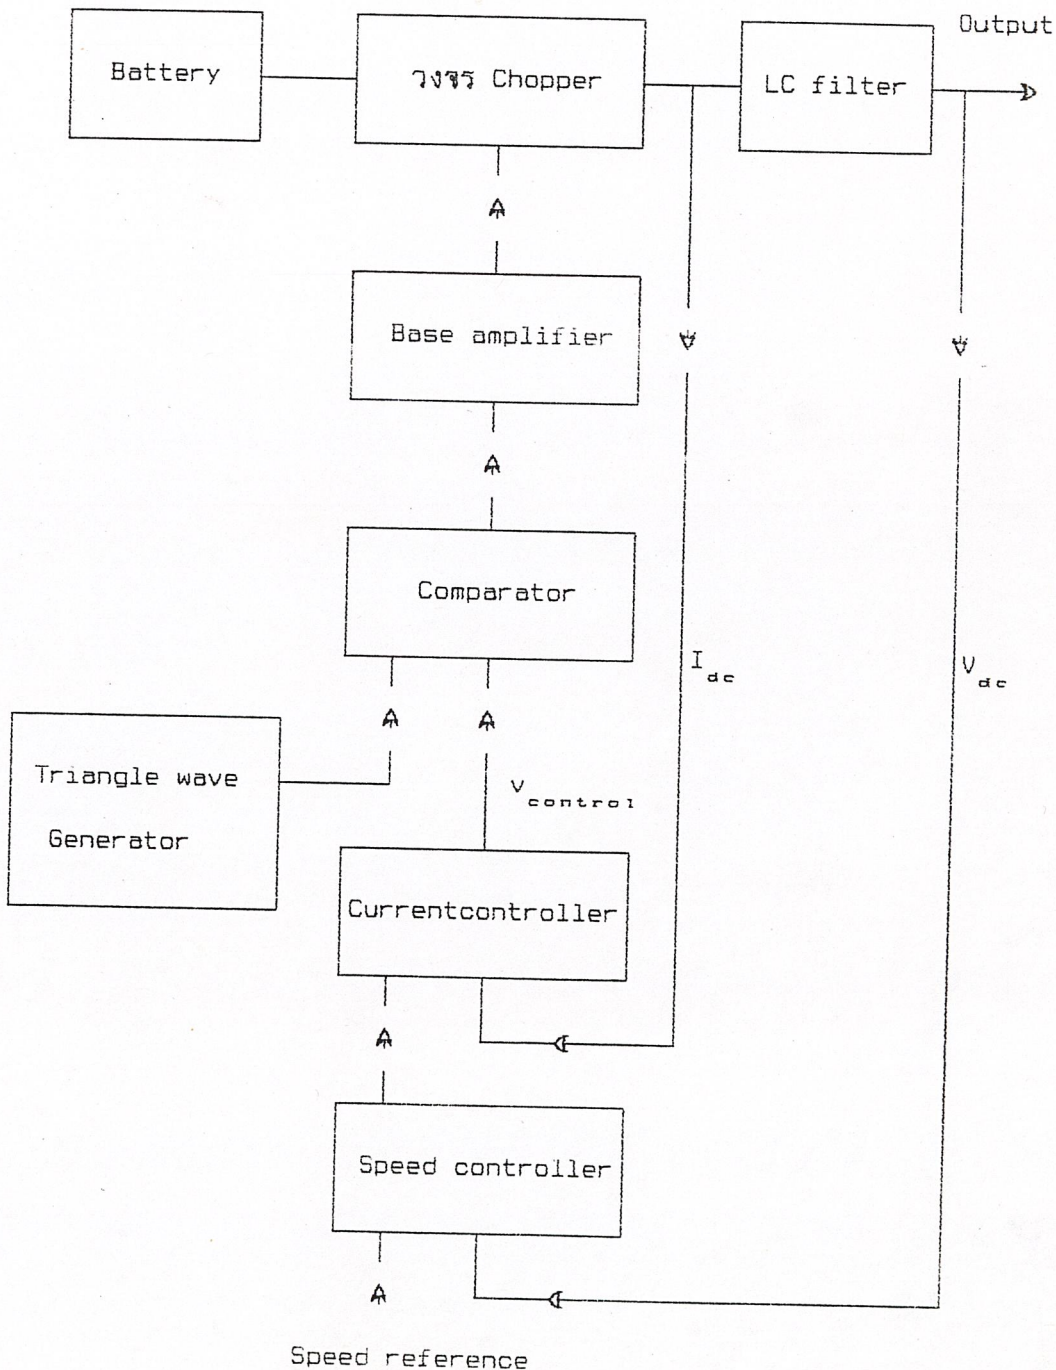 Output
Battery
วงจร Chopper
LC filter
Base amplifier
Comparator
I dc
V dc
Triangle wave
Generator
V control
Currentcontroller
Speed controller
Speed reference